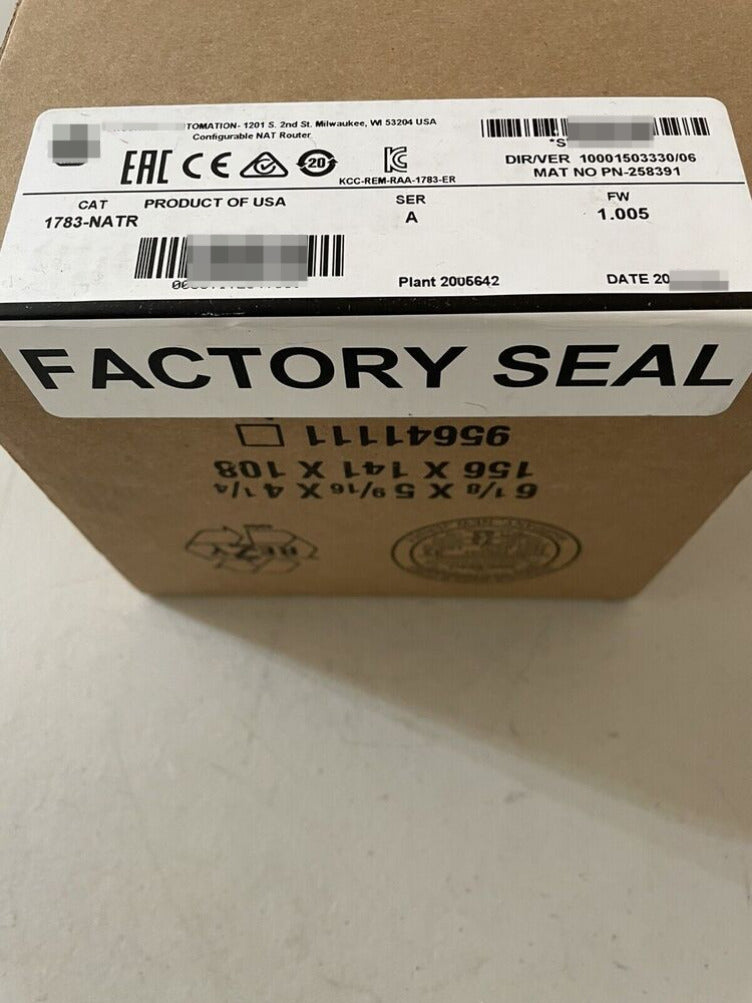 TOMATION- 1201 S. 2nd St. Milwaukee, WI 53204 USA
Configurable NAT Router
EAC CE 20 KC
KCC-REM-RAA-1783-ER
*S
DIR/VER 10001503330/06
MAT NO PN-258391
CAT PRODUCT OF USA SER FW
1783-NATR A 1.005
Plant 2005642 DATE 20
FACTORY SEAL
95641111
156 X 141 X 108
6 1/8 X 5 9/16 X 4 1/4